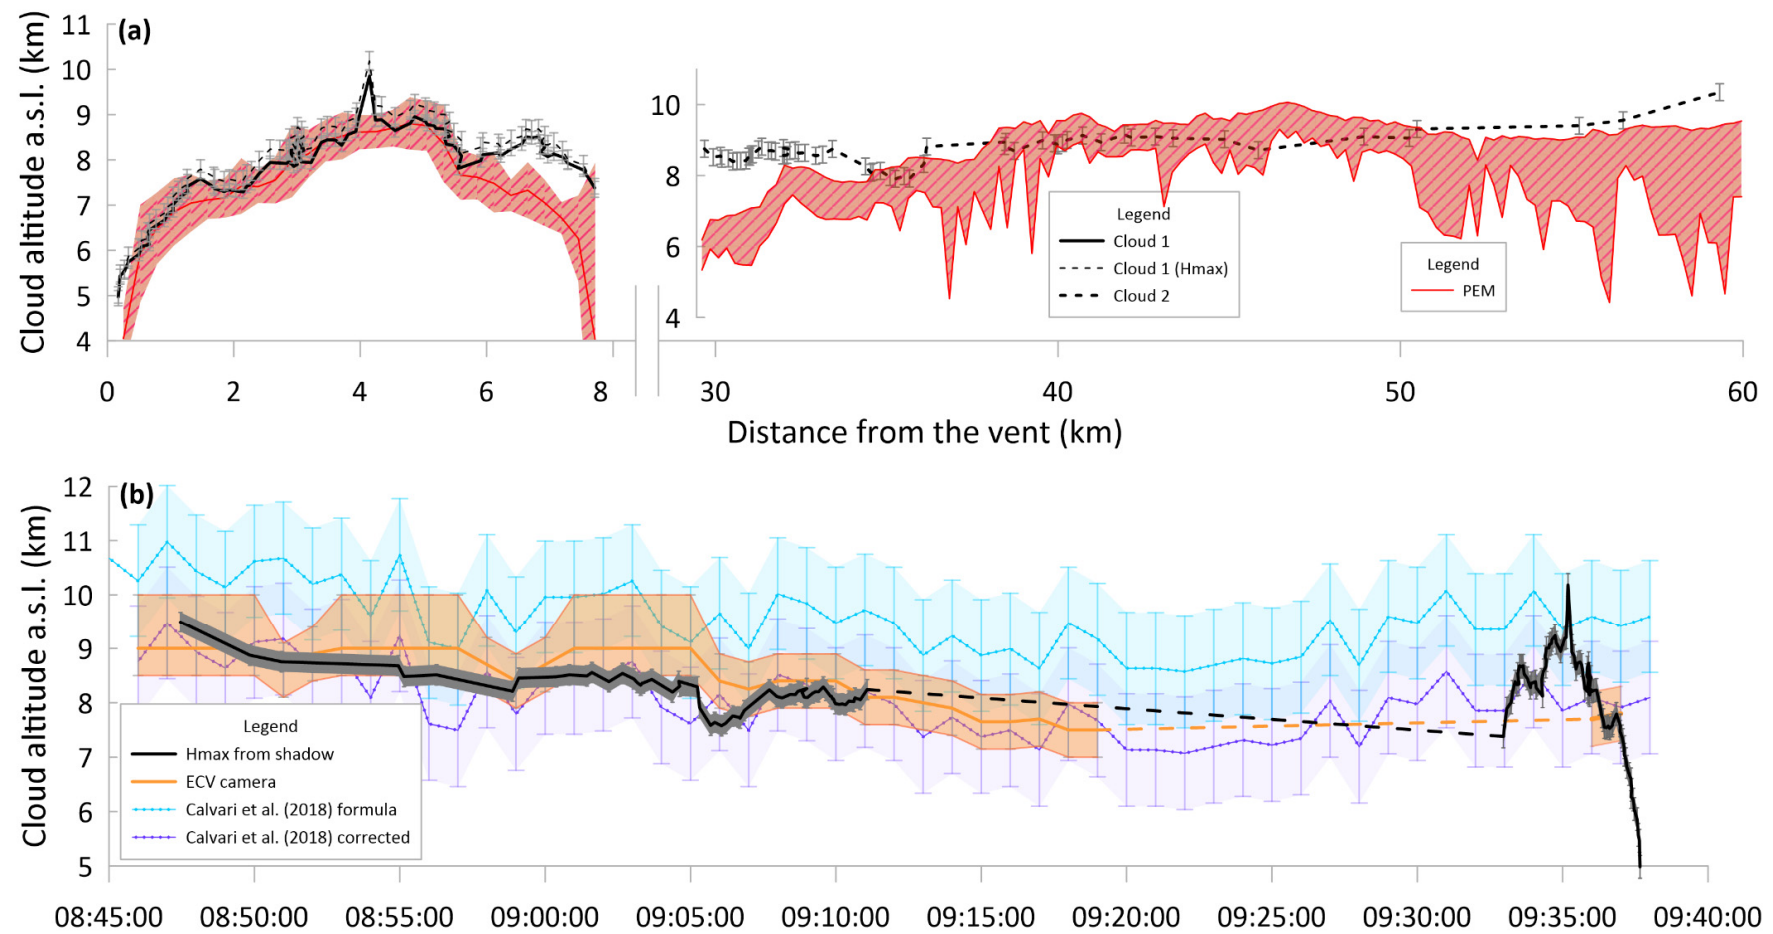 (a)
Cloud altitude a.s.l. (km)
11
10
9
8
7
6
5
4
0 2 4 6 8
10
8
6
4
30 40 50 60
Legend
Cloud 1
Cloud 1 (Hmax)
Cloud 2
Legend
PEM
Distance from the vent (km)
(b)
Cloud altitude a.s.l. (km)
12
11
10
9
8
7
6
5
Legend
Hmax from shadow
ECV camera
Calvari et al. (2018) formula
Calvari et al. (2018) corrected
08:45:00 08:50:00 08:55:00 09:00:00 09:05:00 09:10:00 09:15:00 09:20:00 09:25:00 09:30:00 09:35:00 09:40:00